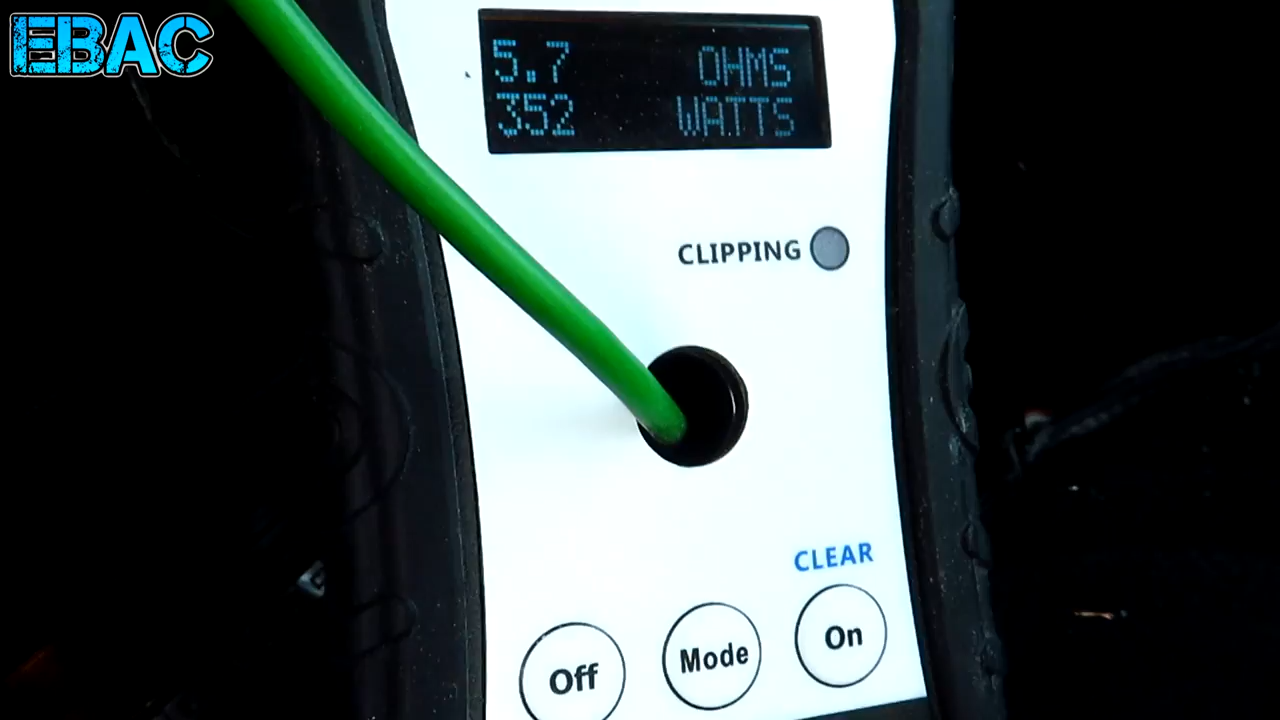 EBAC
5.7 OHMS
352 WATTS
CLIPPING
CLEAR
Off Mode On